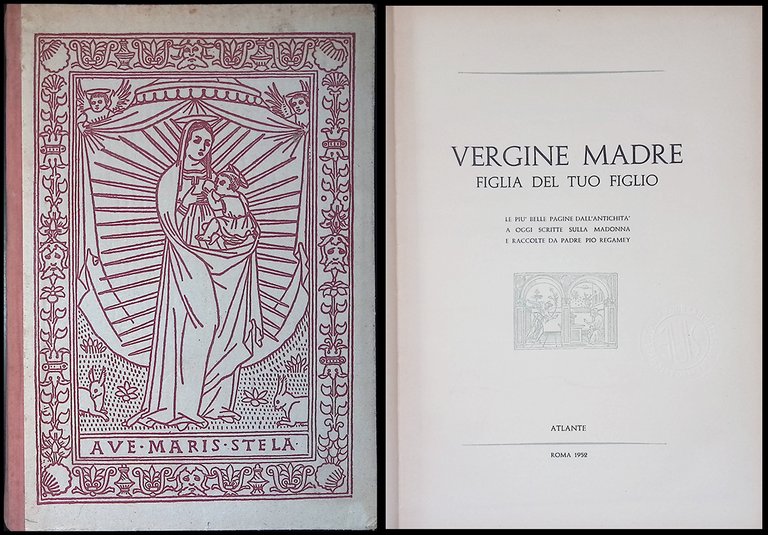 AVE · MARIS · STELA ·
VERGINE MADRE
FIGLIA DEL TUO FIGLIO
LE PIU' BELLE PAGINE DALL'ANTICHITA'
A OGGI SCRITTE SULLA MADONNA
E RACCOLTE DA PADRE PIO REGAMEY
ATLANTE
ROMA 1952